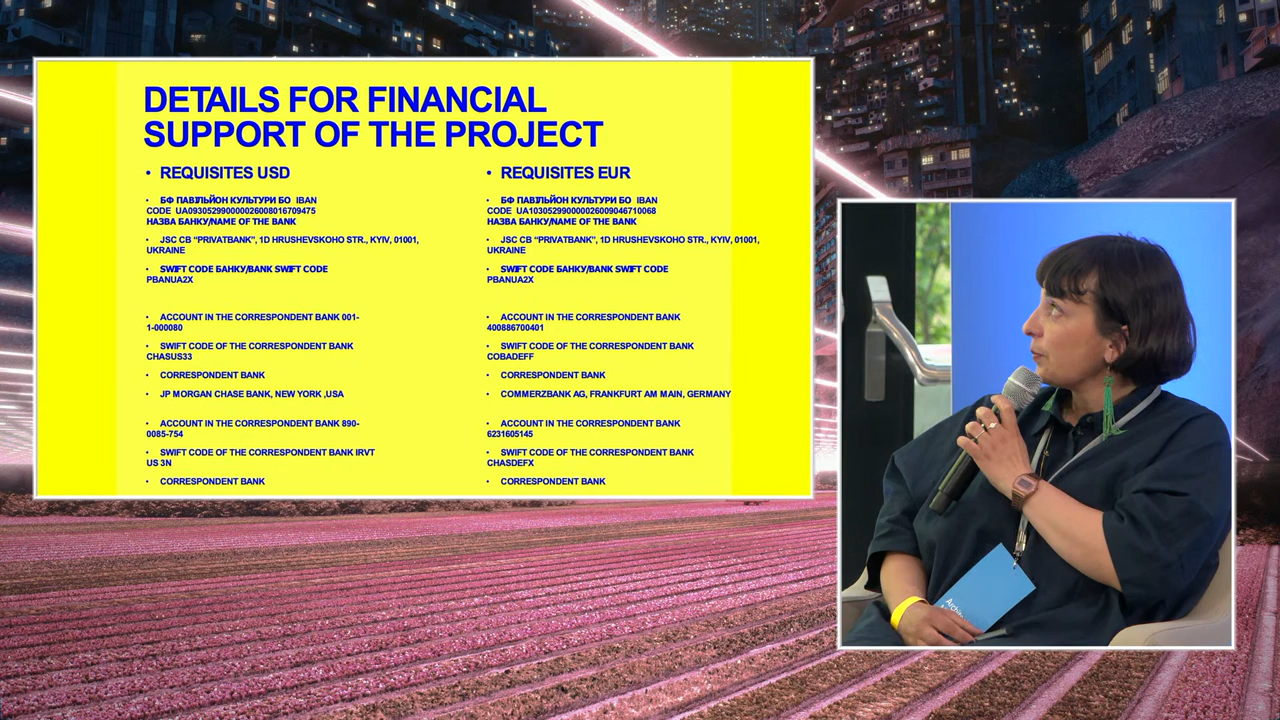 DETAILS FOR FINANCIAL
SUPPORT OF THE PROJECT
• REQUISITES USD
• БФ ПАВІЛЬЙОН КУЛЬТУРИ БО IBAN
CODE UA093052990000026008016709475
НАЗВА БАНКУ/NAME OF THE BANK
• JSC CB “PRIVATBANK”, 1D HRUSHEVSKOHO STR., KYIV, 01001,
UKRAINE
• SWIFT CODE БАНКУ/BANK SWIFT CODE
PBANUA2X
• ACCOUNT IN THE CORRESPONDENT BANK 001-
1-000080
• SWIFT CODE OF THE CORRESPONDENT BANK
CHASUS33
• CORRESPONDENT BANK
• JP MORGAN CHASE BANK, NEW YORK ,USA
• ACCOUNT IN THE CORRESPONDENT BANK 890-
0085-754
• SWIFT CODE OF THE CORRESPONDENT BANK IRVT
US 3N
• CORRESPONDENT BANK
• REQUISITES EUR
• БФ ПАВІЛЬЙОН КУЛЬТУРИ БО IBAN
CODE UA103052990000026009046710068
НАЗВА БАНКУ/NAME OF THE BANK
• JSC CB “PRIVATBANK”, 1D HRUSHEVSKOHO STR., KYIV, 01001,
UKRAINE
• SWIFT CODE БАНКУ/BANK SWIFT CODE
PBANUA2X
• ACCOUNT IN THE CORRESPONDENT BANK
400886700401
• SWIFT CODE OF THE CORRESPONDENT BANK
COBADEFF
• CORRESPONDENT BANK
• COMMERZBANK AG, FRANKFURT AM MAIN, GERMANY
• ACCOUNT IN THE CORRESPONDENT BANK
6231605145
• SWIFT CODE OF THE CORRESPONDENT BANK
CHASDEFX
• CORRESPONDENT BANK